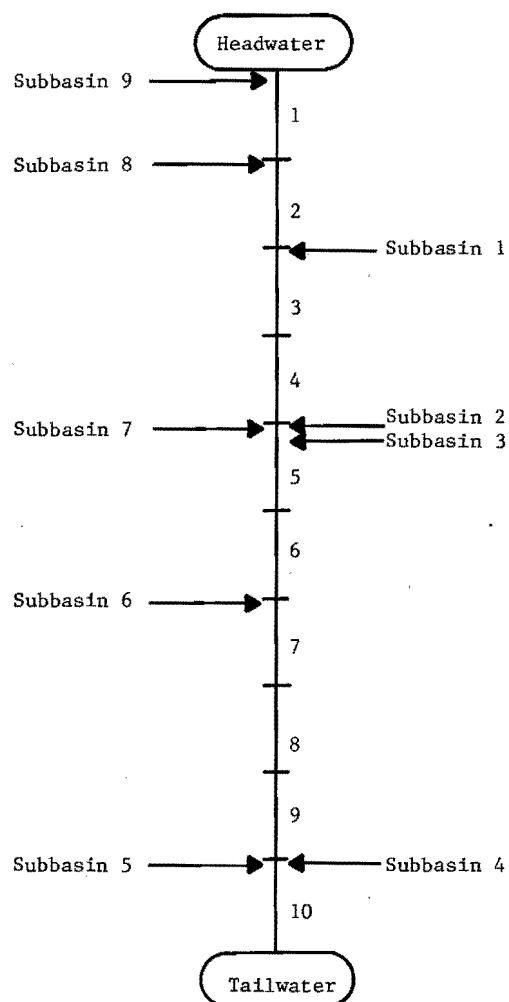 Headwater
Subbasin 9
1
Subbasin 8
2
Subbasin 1
3
4
Subbasin 2
Subbasin 7
Subbasin 3
5
6
Subbasin 6
7
8
9
Subbasin 5
Subbasin 4
10
Tailwater